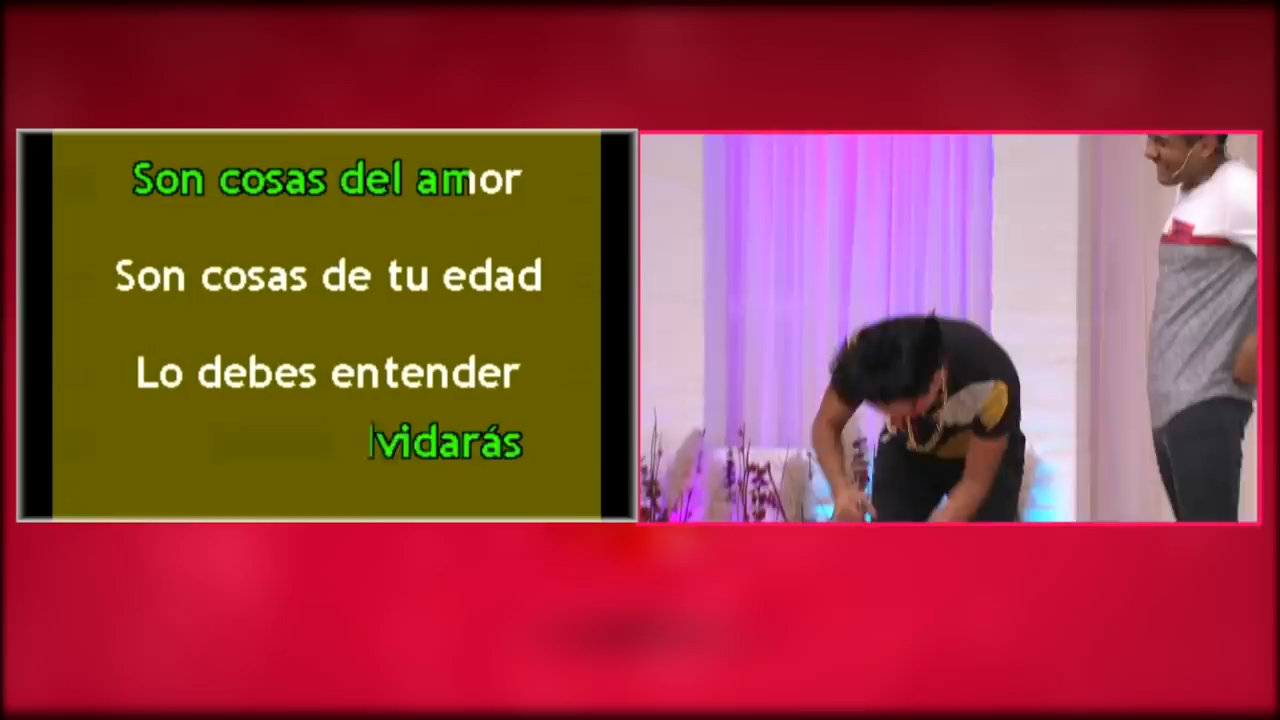 Son cosas del amor
Son cosas de tu edad
Lo debes entender
lvidarás